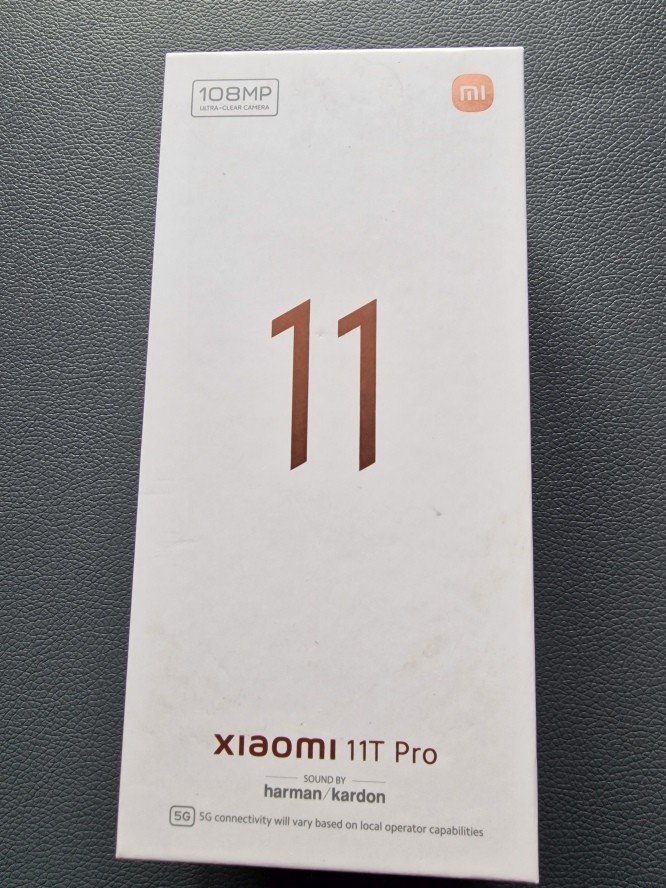 108MP
ULTRA-CLEAR CAMERA
mi
11
xiaomi 11T Pro
SOUND BY
harman/kardon
5G 5G connectivity will vary based on local operator capabilities